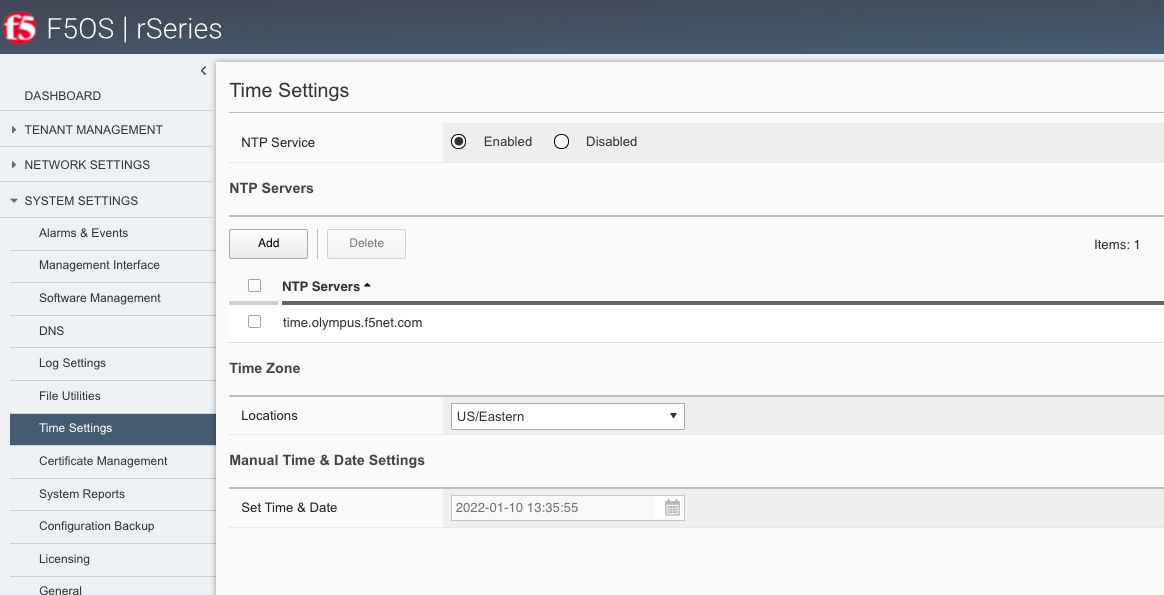 f5 F5OS | rSeries
DASHBOARD
TENANT MANAGEMENT
NETWORK SETTINGS
SYSTEM SETTINGS
Alarms & Events
Management Interface
Software Management
DNS
Log Settings
File Utilities
Time Settings
Certificate Management
System Reports
Configuration Backup
Licensing
General
Time Settings
NTP Service Enabled Disabled
NTP Servers
Add Delete Items: 1
NTP Servers
time.olympus.f5net.com
Time Zone
Locations US/Eastern
Manual Time & Date Settings
Set Time & Date 2022-01-10 13:35:55